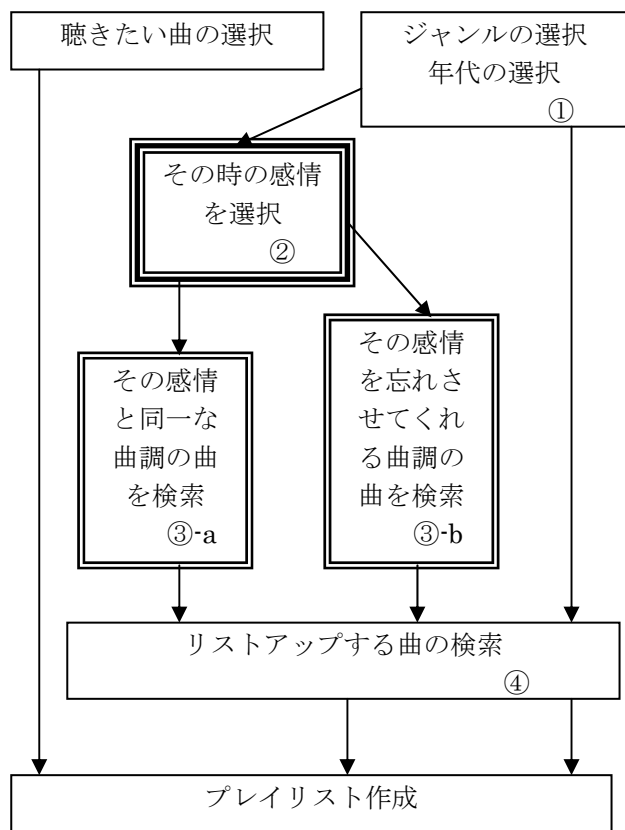 聴きたい曲の選択
ジャンルの選択
年代の選択
①
その時の感情
を選択
②
その感情
と同一な
曲調の曲
を検索
③-a
その感情
を忘れさ
せてくれ
る曲調の
曲を検索
③-b
リストアップする曲の検索
④
プレイリスト作成